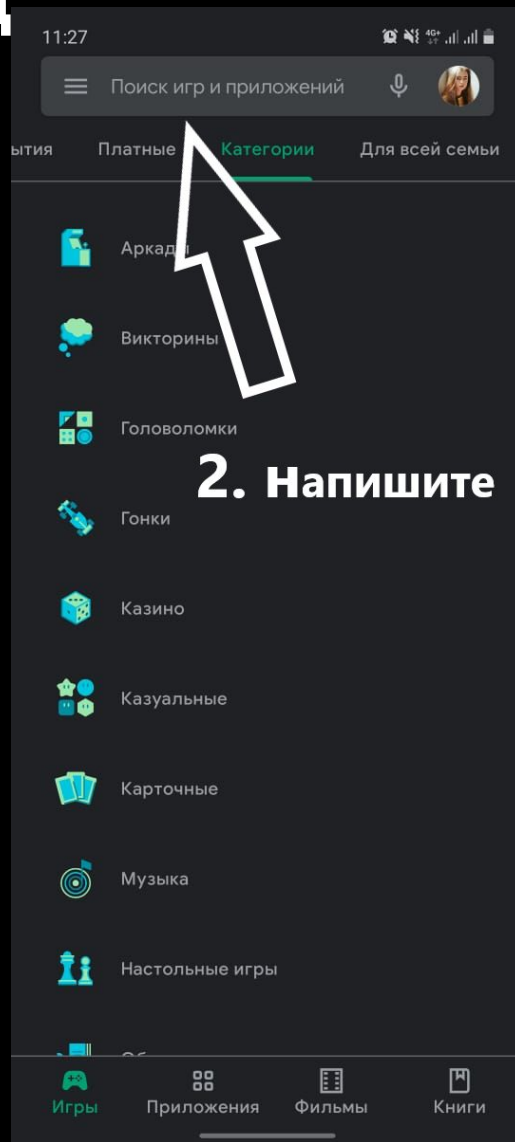 11:27
4G+
Поиск игр и приложений
Платные Категории Для всей семьи
Аркады
Викторины
Головоломки
2. Напишите
Гонки
Казино
Казуальные
Карточные
Музыка
Настольные игры
Игры Приложения Фильмы Книги